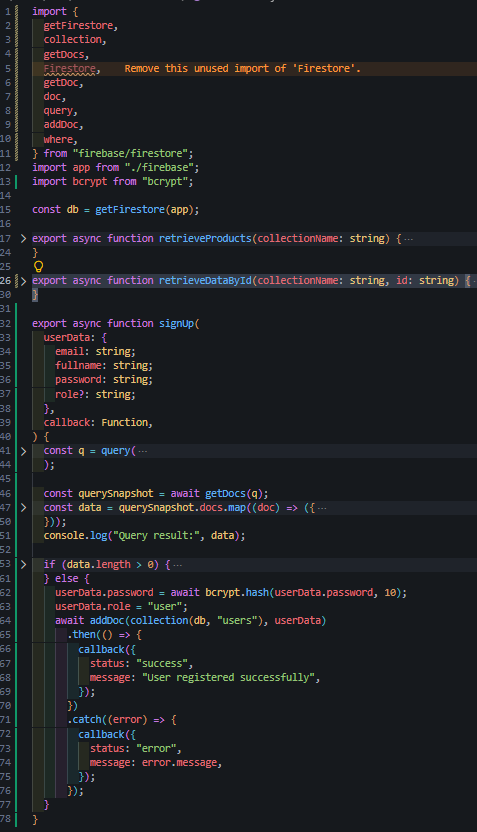 1 import {
2 getFirestore,
3 collection,
4 getDocs,
5 Firestore, Remove this unused import of 'Firestore'.
6 getDoc,
7 doc,
8 query,
9 addDoc,
10 where,
11 } from "firebase/firestore";
12 import app from "./firebase";
13 import bcrypt from "bcrypt";
14
15 const db = getFirestore(app);
16
17 export async function retrieveProducts(collectionName: string) { ...
24 }
25
26 export async function retrieveDataById(collectionName: string, id: string) { ...
30 }
31
32 export async function signUp(
33 userData: {
34 email: string;
35 fullname: string;
36 password: string;
37 role?: string;
38 },
39 callback: Function,
40 ) {
41 const q = query( ...
44 );
45
46 const querySnapshot = await getDocs(q);
47 const data = querySnapshot.docs.map((doc) => ({ ...
50 }));
51 console.log("Query result:", data);
52
53 if (data.length > 0) { ...
61 } else {
62 userData.password = await bcrypt.hash(userData.password, 10);
63 userData.role = "user";
64 await addDoc(collection(db, "users"), userData)
65 .then(() => {
66 callback({
67 status: "success",
68 message: "User registered successfully",
69 });
70 })
71 .catch((error) => {
72 callback({
73 status: "error",
74 message: error.message,
75 });
76 });
77 }
78 }